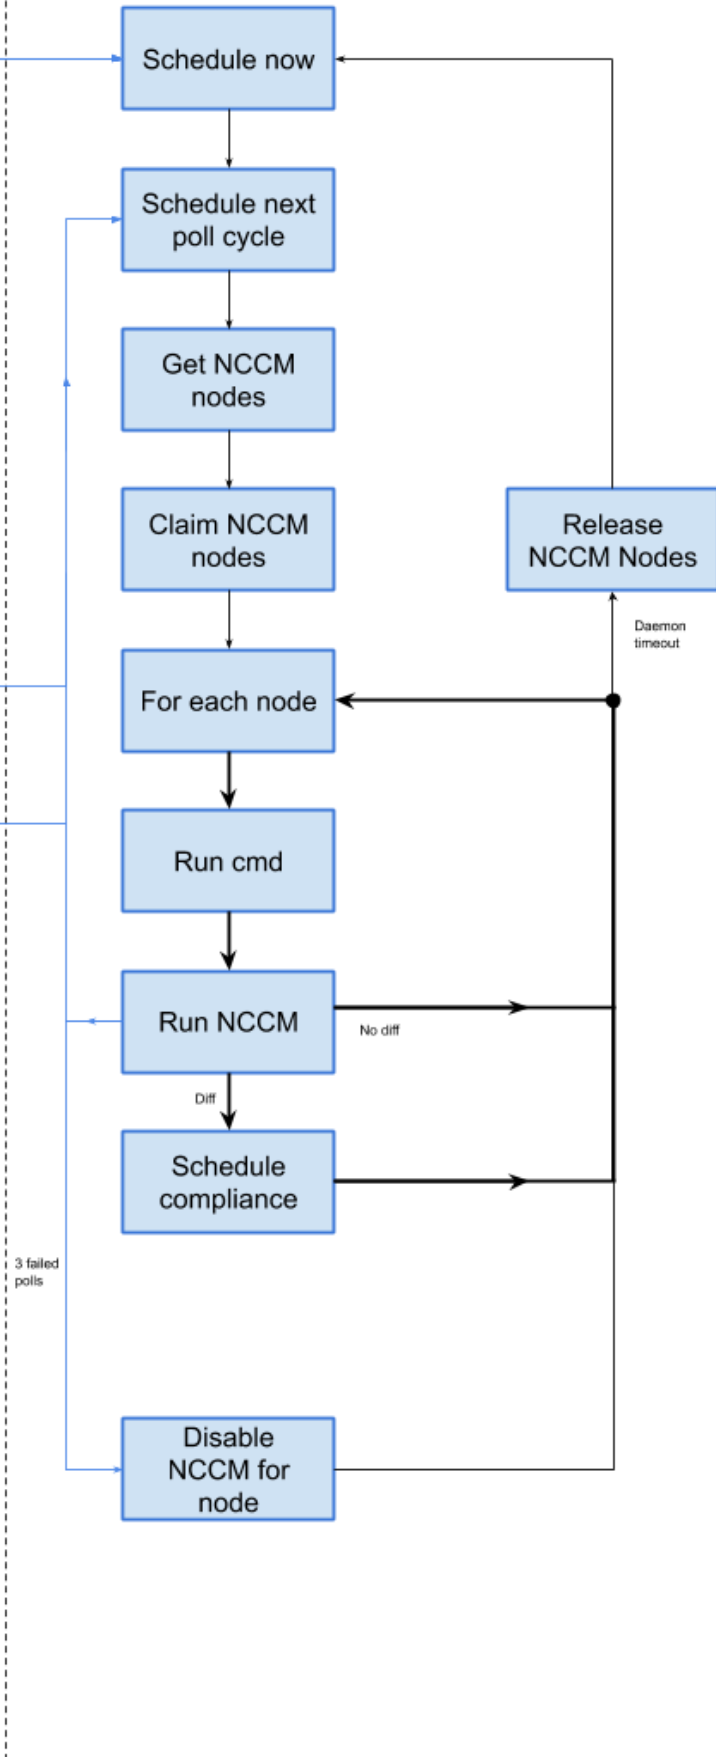 Schedule now
Schedule next
poll cycle
Get NCCM
nodes
Claim NCCM
nodes
Release
NCCM Nodes
Daemon
timeout
For each node
Run cmd
Run NCCM
No diff
Diff
Schedule
compliance
3 failed
polls
Disable
NCCM for
node